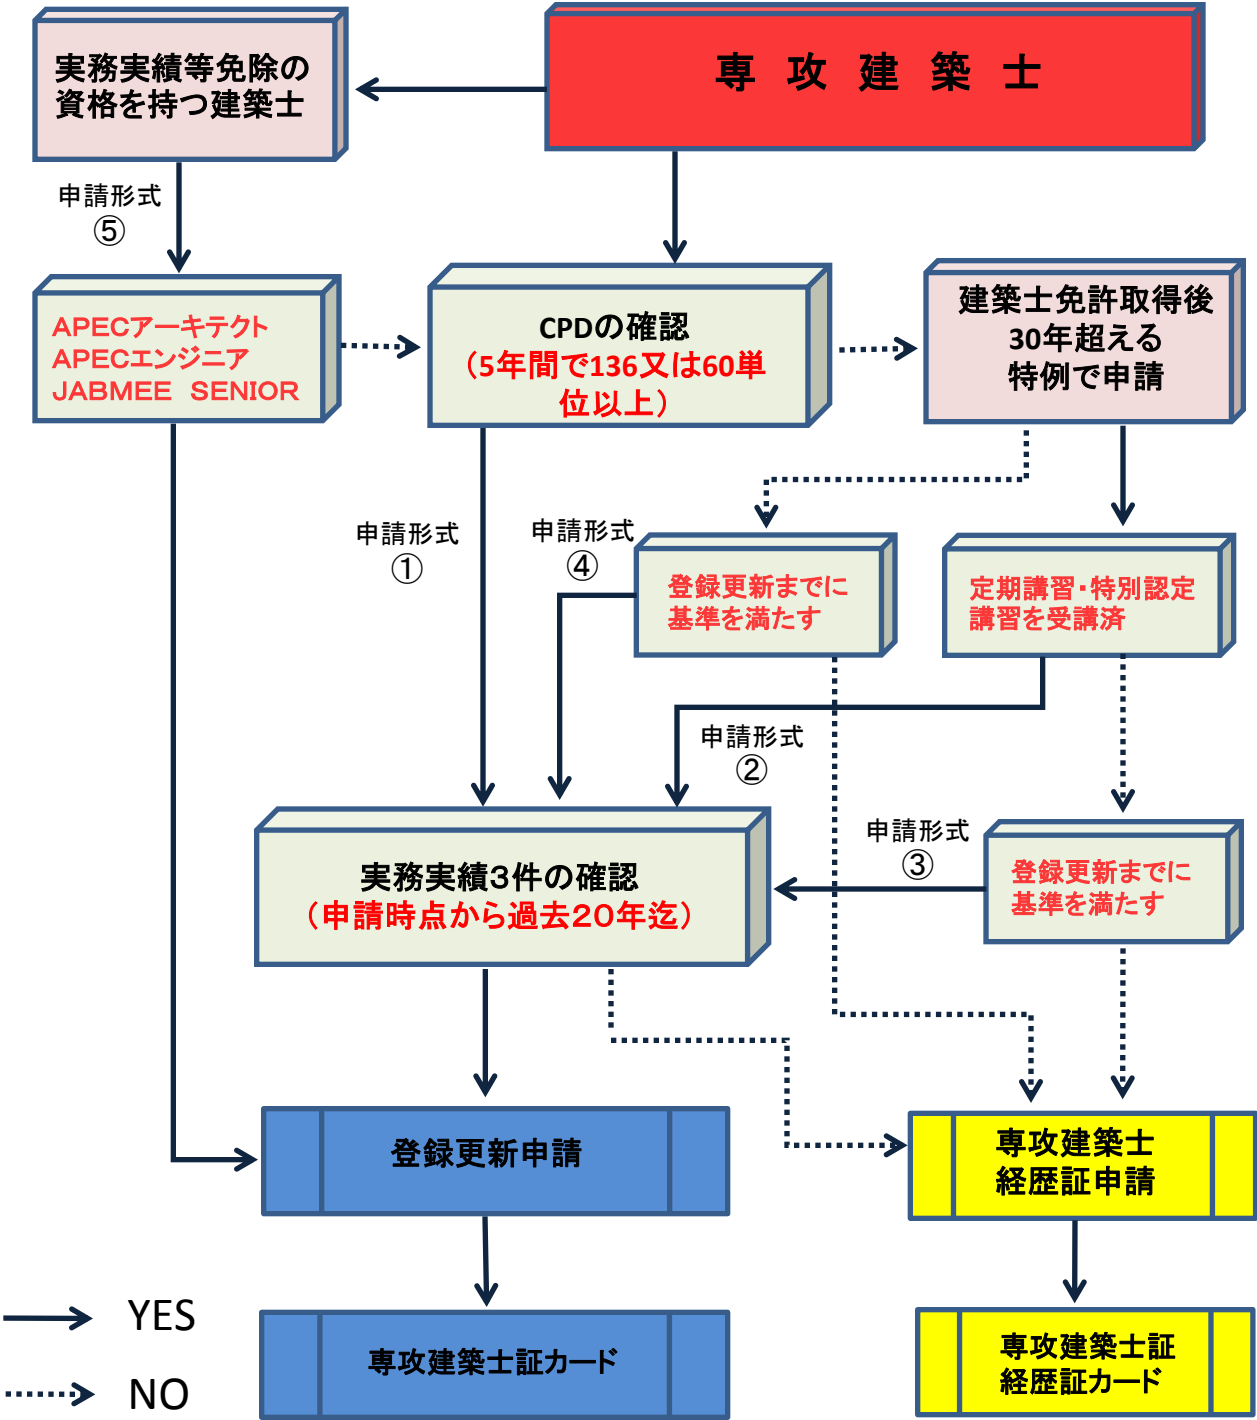 専攻建築士
実務実績等免除の
資格を持つ建築士
申請形式
⑤
APECアーキテクト
APECエンジニア
JABMEE SENIOR
CPDの確認
（5年間で136又は60単
位以上）
建築士免許取得後
30年超える
特例で申請
申請形式
①
申請形式
④
登録更新までに
基準を満たす
定期講習・特別認定
講習を受講済
申請形式
②
申請形式
③
登録更新までに
基準を満たす
実務実績３件の確認
（申請時点から過去２０年迄）
登録更新申請
専攻建築士
経歴証申請
専攻建築士証カード
専攻建築士証
経歴証カード
YES
NO